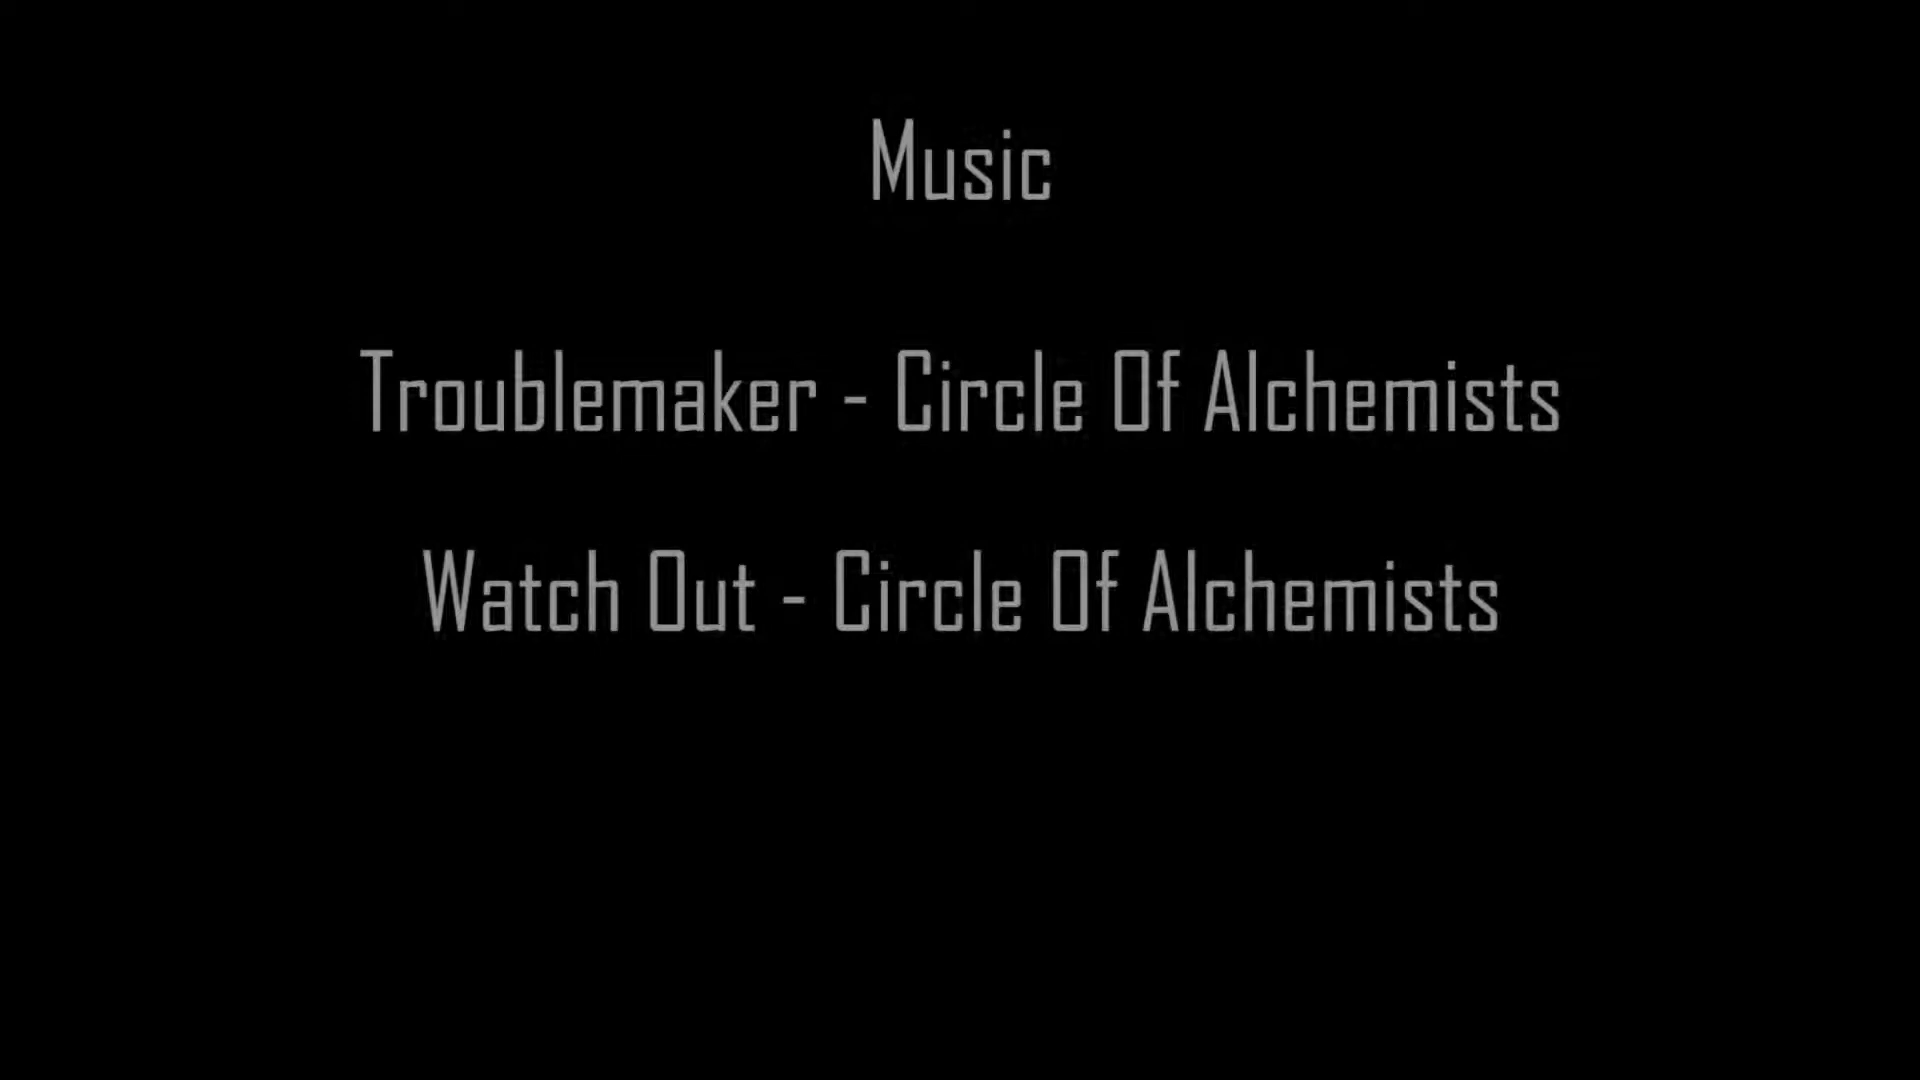 Music
Troublemaker - Circle Of Alchemists
Watch Out - Circle Of Alchemists